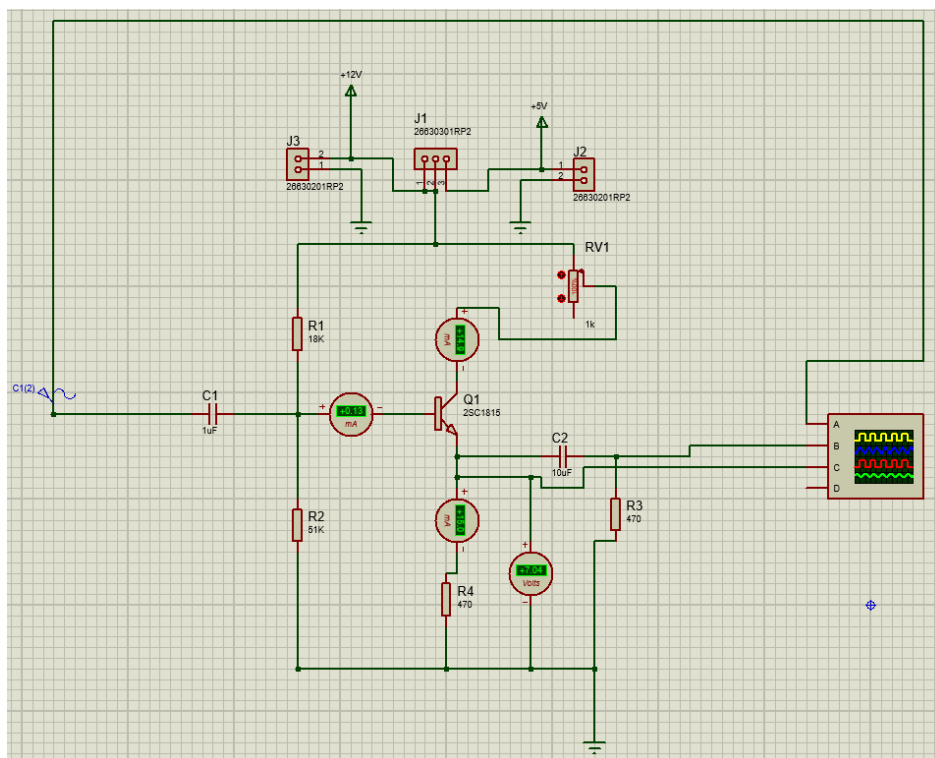 +12V
+5V
J1
26630301RP2
J3
2
1
26630201RP2
J2
1
2
26630201RP2
1
2
3
RV1
1k
+
mA
-
R1
18K
C1(2)
C1
1uF
+
+0.13
mA
-
Q1
2SC1815
A
B
C
D
C2
10uF
R2
51K
+
mA
-
R3
470
+
+7.04
Volts
-
R4
470